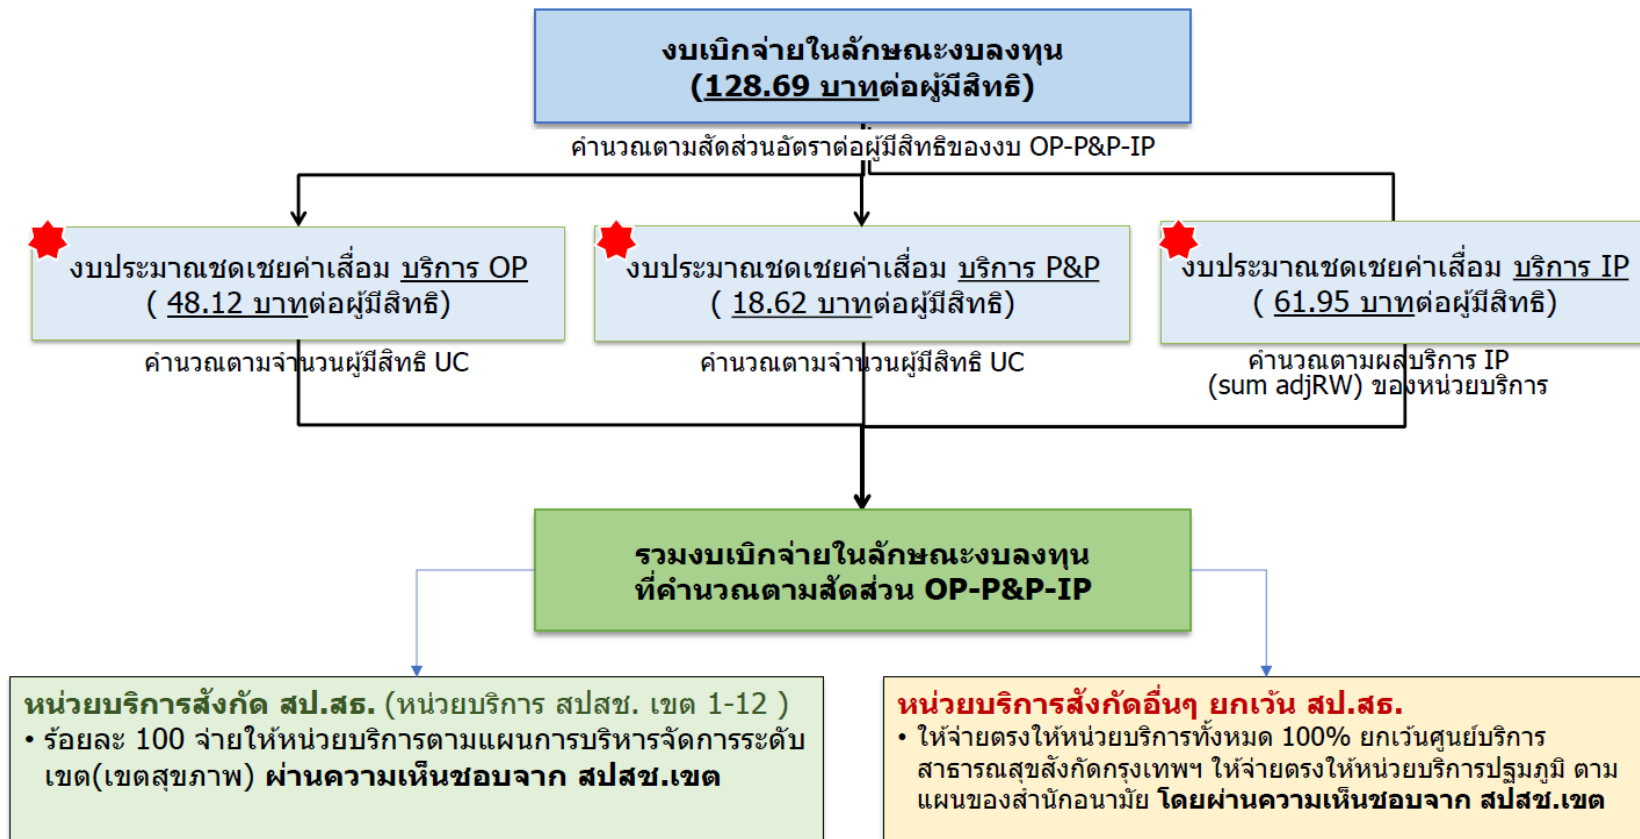 งบเบิกจ่ายในลักษณะงบลงทุน
(128.69 บาทต่อผู้มีสิทธิ)
คำนวณตามสัดส่วนอัตราต่อผู้มีสิทธิของงบ OP-P&P-IP
งบประมาณชดเชยค่าเสื่อม บริการ OP
( 48.12 บาทต่อผู้มีสิทธิ)
คำนวณตามจำนวนผู้มีสิทธิ UC
งบประมาณชดเชยค่าเสื่อม บริการ P&P
( 18.62 บาทต่อผู้มีสิทธิ)
คำนวณตามจำนวนผู้มีสิทธิ UC
งบประมาณชดเชยค่าเสื่อม บริการ IP
( 61.95 บาทต่อผู้มีสิทธิ)
คำนวณตามผลบริการ IP
(sum adjRW) ของหน่วยบริการ
รวมงบเบิกจ่ายในลักษณะงบลงทุน
ที่คำนวณตามสัดส่วน OP-P&P-IP
หน่วยบริการสังกัด สป.สธ. (หน่วยบริการ สปสช. เขต 1-12 )
• ร้อยละ 100 จ่ายให้หน่วยบริการตามแผนการบริหารจัดการระดับ
เขต(เขตสุขภาพ) ผ่านความเห็นชอบจาก สปสช.เขต
หน่วยบริการสังกัดอื่นๆ ยกเว้น สป.สธ.
• ให้จ่ายตรงให้หน่วยบริการทั้งหมด 100% ยกเว้นศูนย์บริการ
สาธารณสุขสังกัดกรุงเทพฯ ให้จ่ายตรงให้หน่วยบริการปฐมภูมิ ตาม
แผนของสำนักอนามัย โดยผ่านความเห็นชอบจาก สปสช.เขต